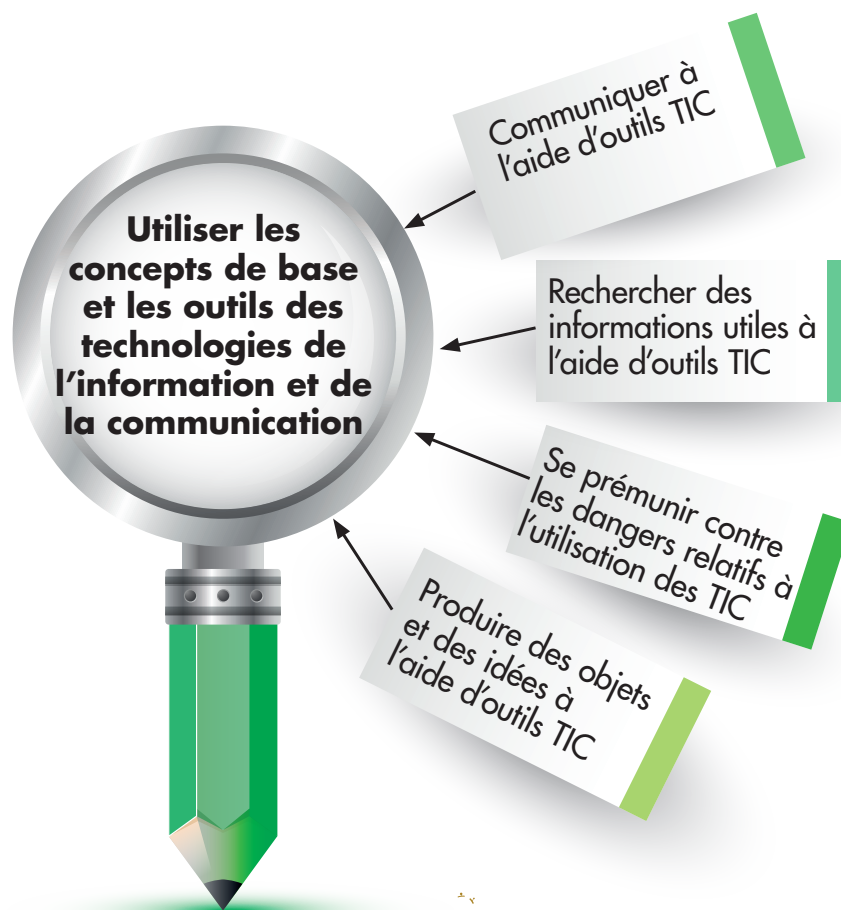 Utiliser les
concepts de base
et les outils des
technologies de
l'information et de
la communication
Communiquer à
l'aide d'outils TIC
Rechercher des
informations utiles à
l'aide d'outils TIC
Se prémunir contre
les dangers relatifs à
l'utilisation des TIC
Produire des objets
et des idées à
l'aide d'outils TIC